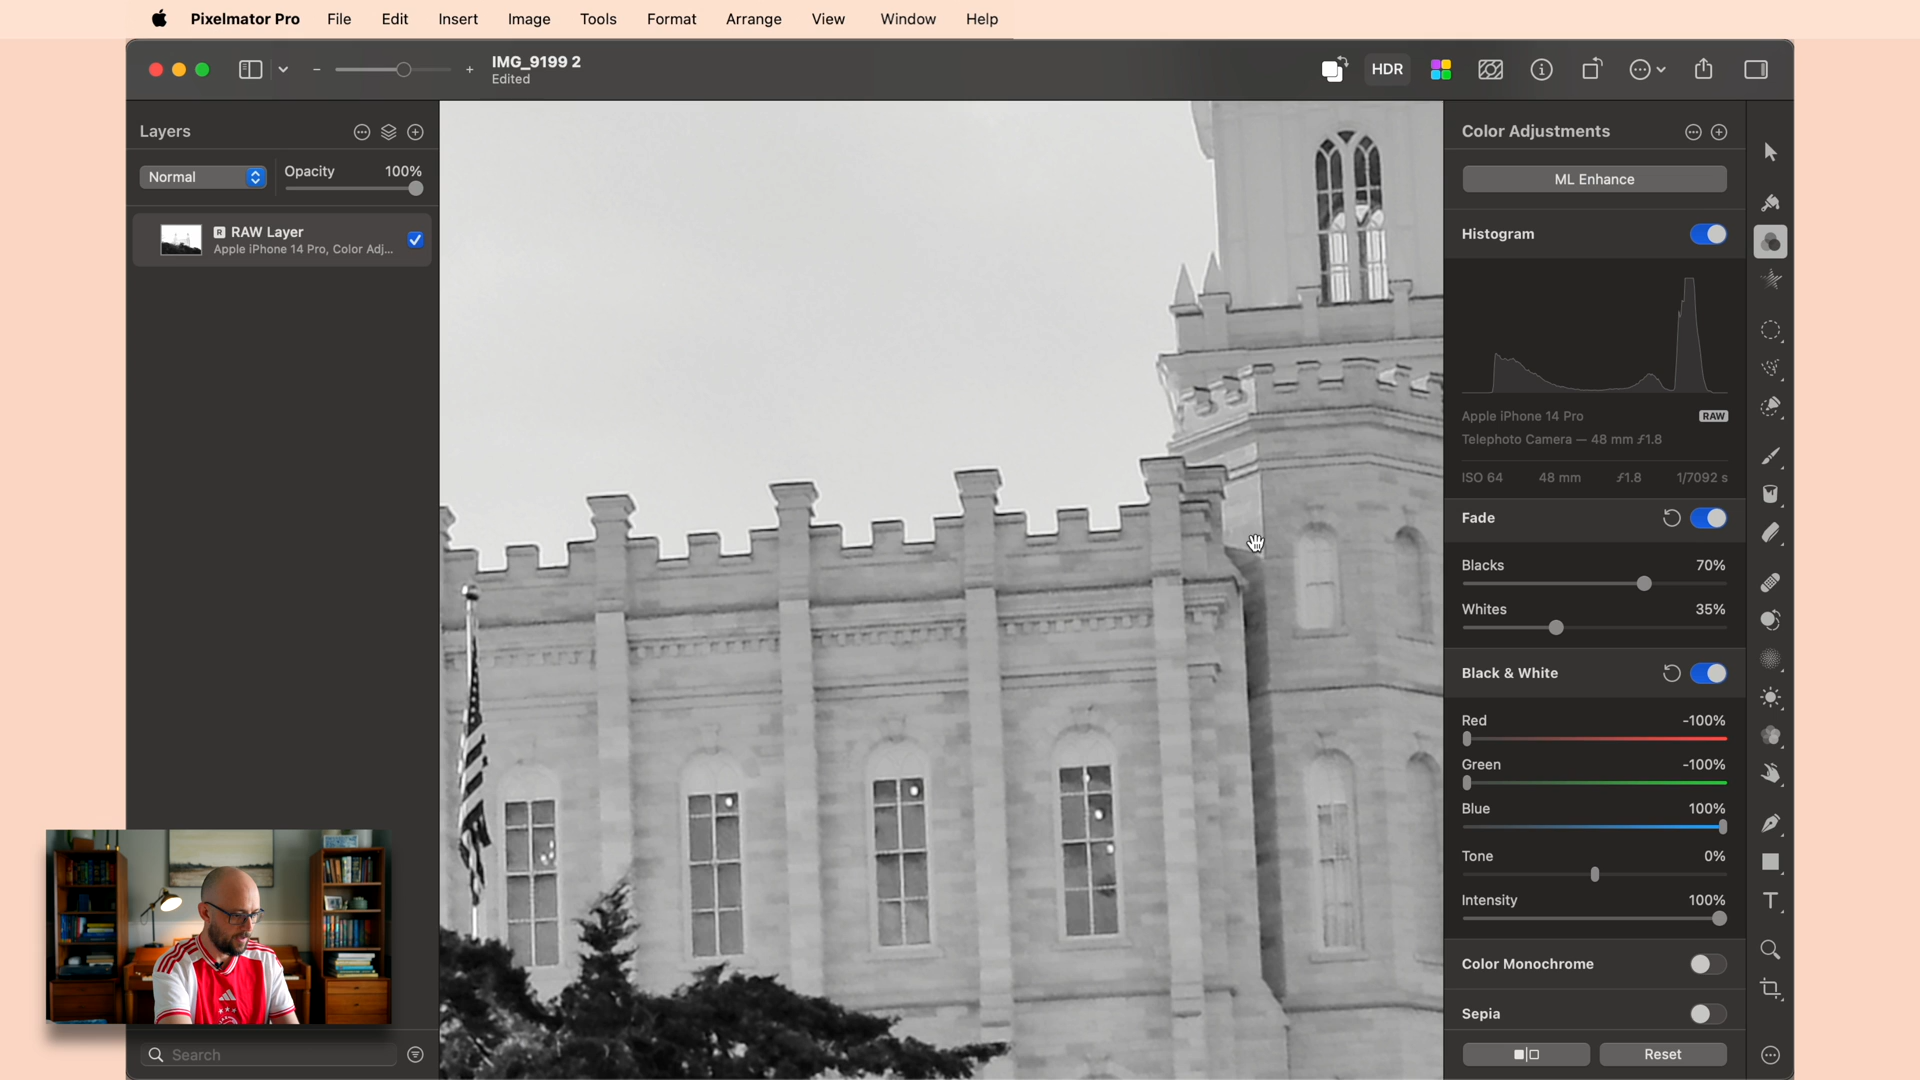 Pixelmator Pro File Edit Insert Image Tools Format Arrange View Window Help
IMG_9199 2
Edited
HDR
Layers
Normal
Opacity 100%
R RAW Layer
Apple iPhone 14 Pro, Color Adj...
Search
Color Adjustments
ML Enhance
Histogram
Apple iPhone 14 Pro RAW
Telephoto Camera — 48 mm ƒ1.8
ISO 64 48 mm ƒ1.8 1/7092 s
Fade
Blacks 70%
Whites 35%
Black & White
Red -100%
Green -100%
Blue 100%
Tone 0%
Intensity 100%
Color Monochrome
Sepia
Reset